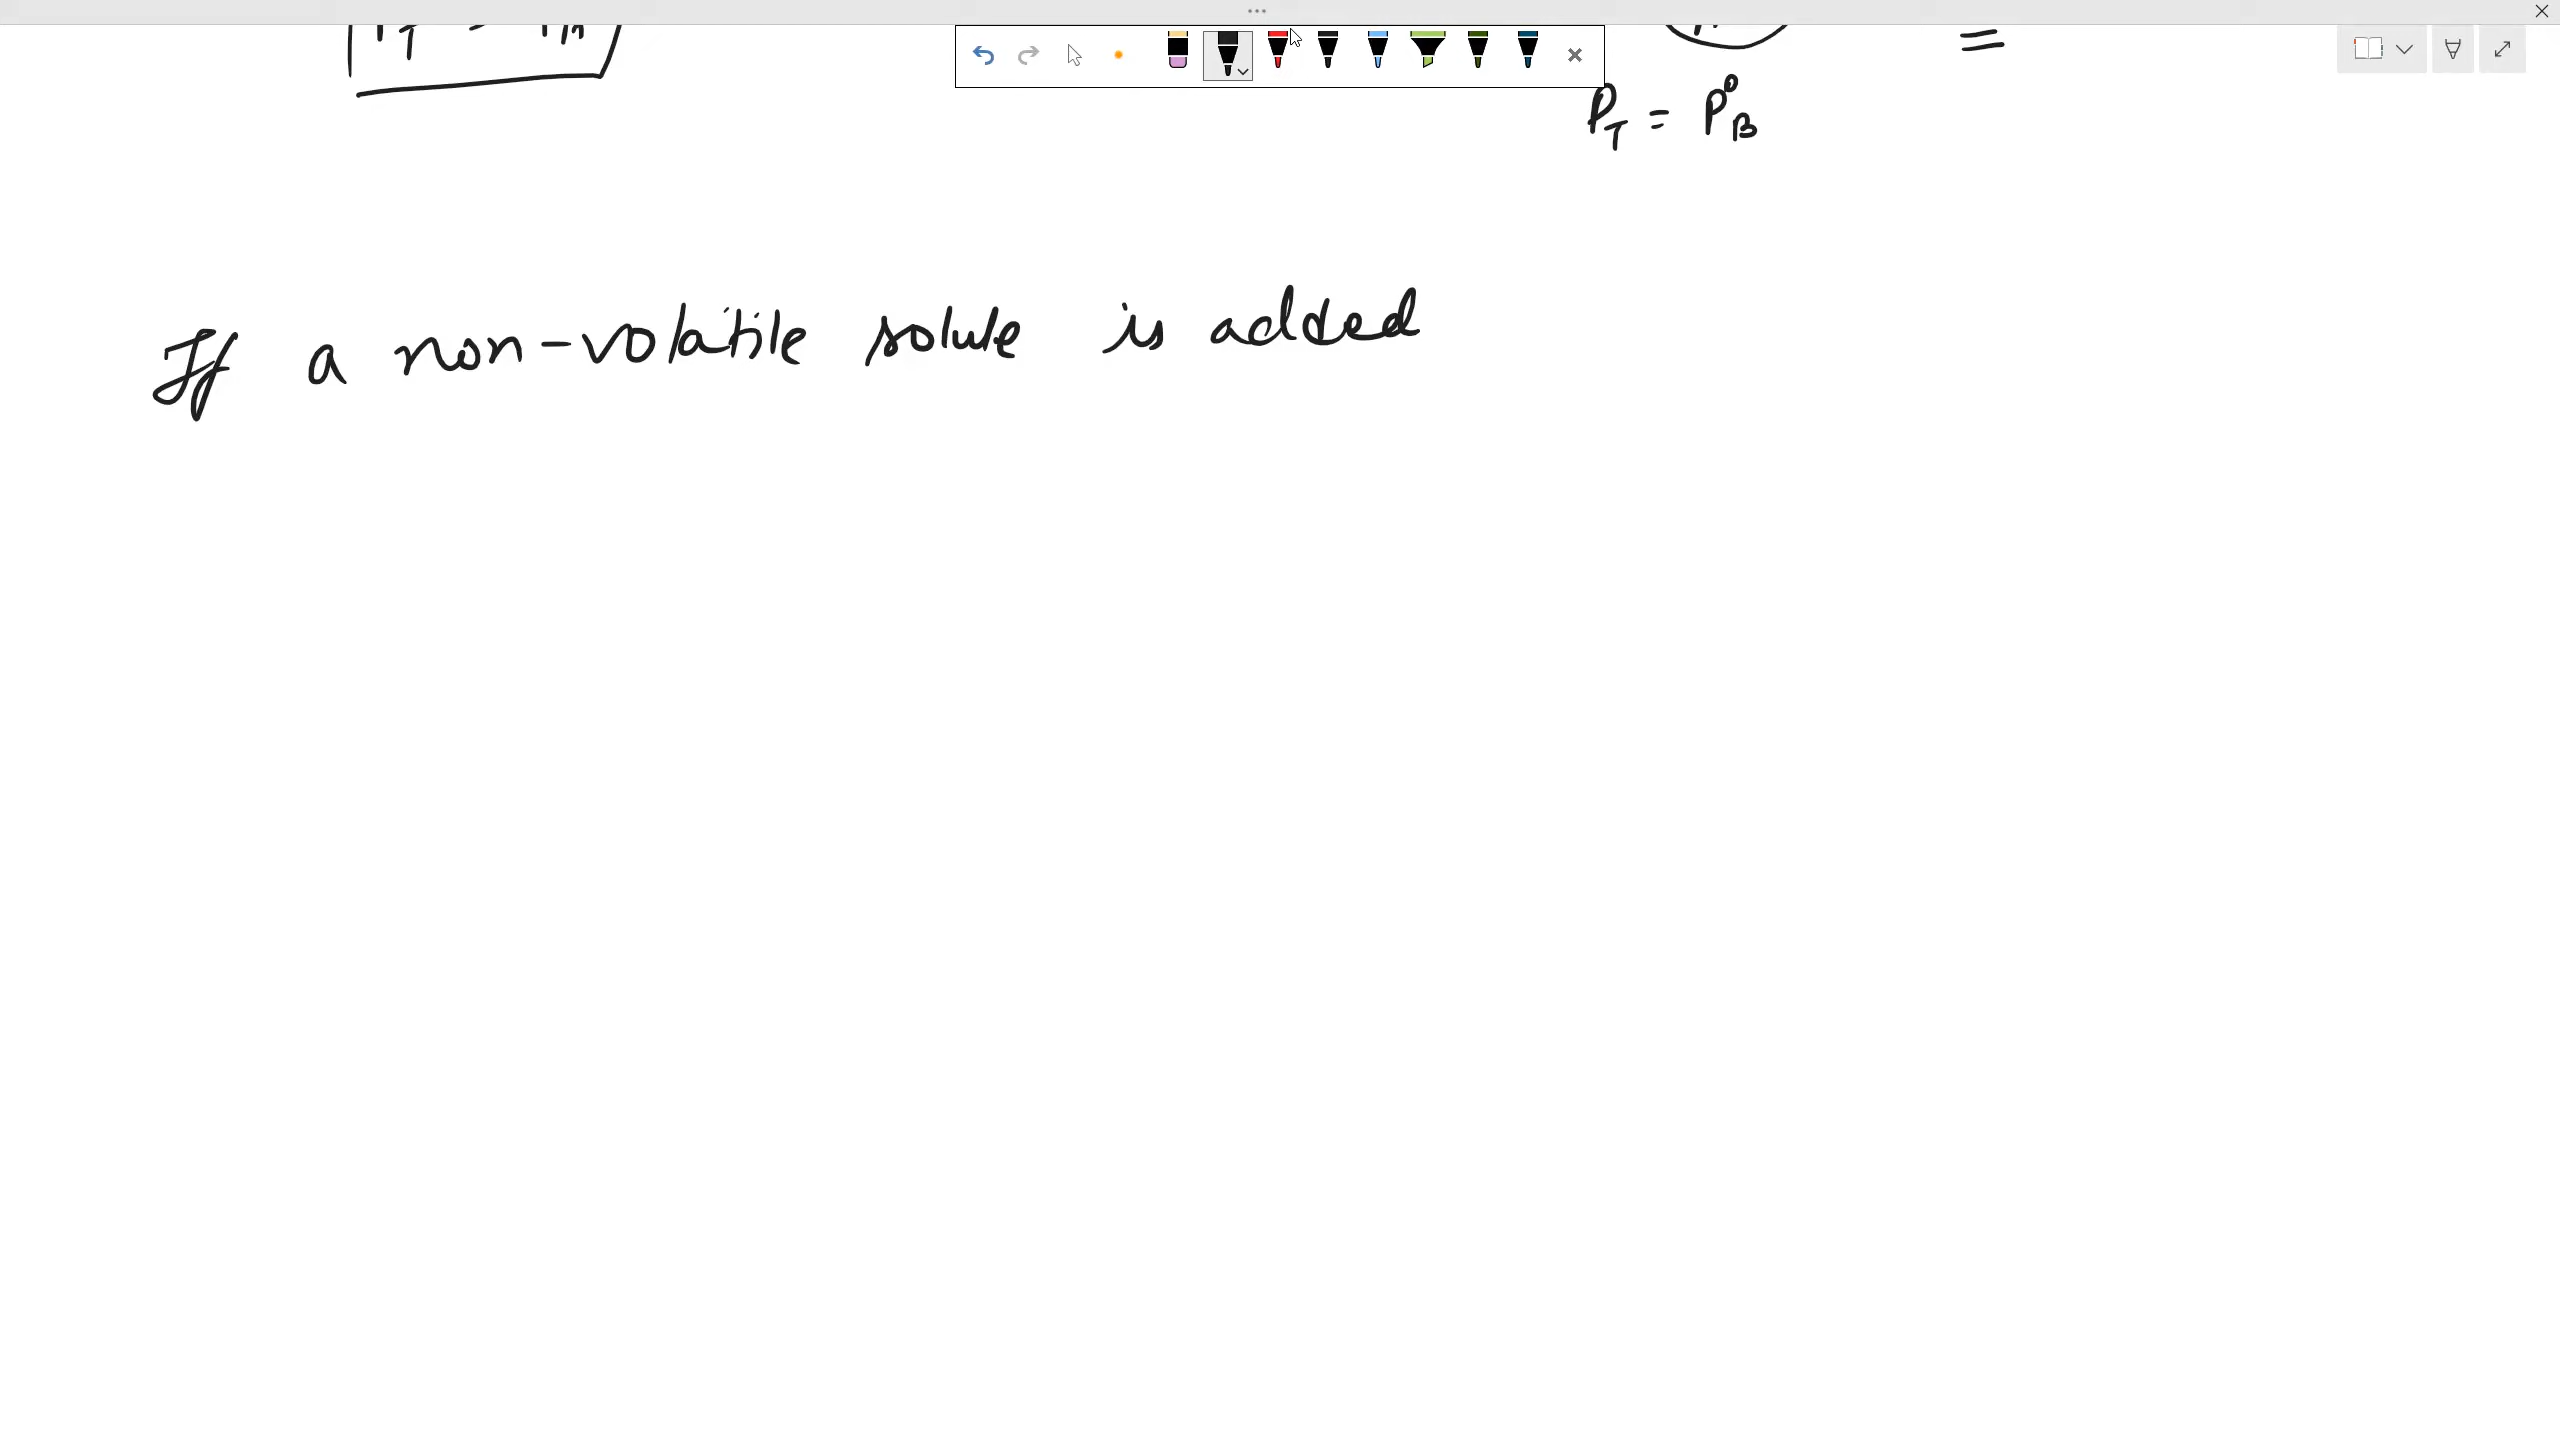 P_T = P°_B
If a non-volatile solute is added